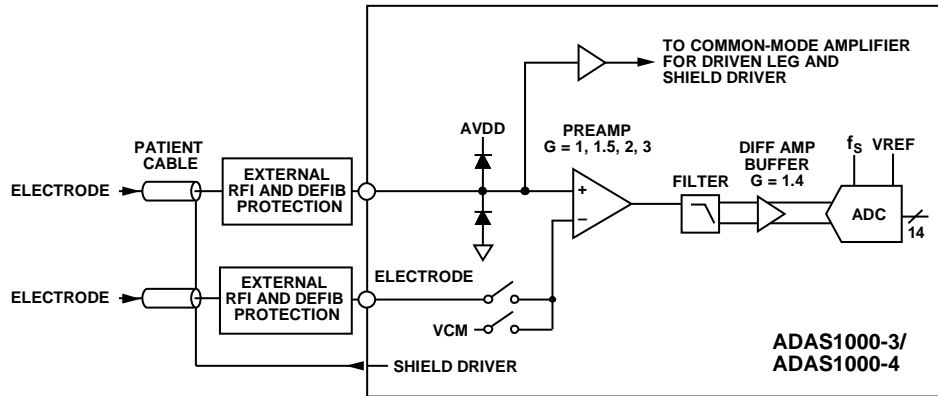 TO COMMON-MODE AMPLIFIER
FOR DRIVEN LEG AND
SHIELD DRIVER
AVDD
PREAMP
G = 1, 1.5, 2, 3
PATIENT
CABLE
DIFF AMP
BUFFER
G = 1.4
fS
VREF
ELECTRODE
EXTERNAL
RFI AND DEFIB
PROTECTION
+
–
FILTER
ADC
14
ELECTRODE
EXTERNAL
RFI AND DEFIB
PROTECTION
ELECTRODE
VCM
SHIELD DRIVER
ADAS1000-3/
ADAS1000-4